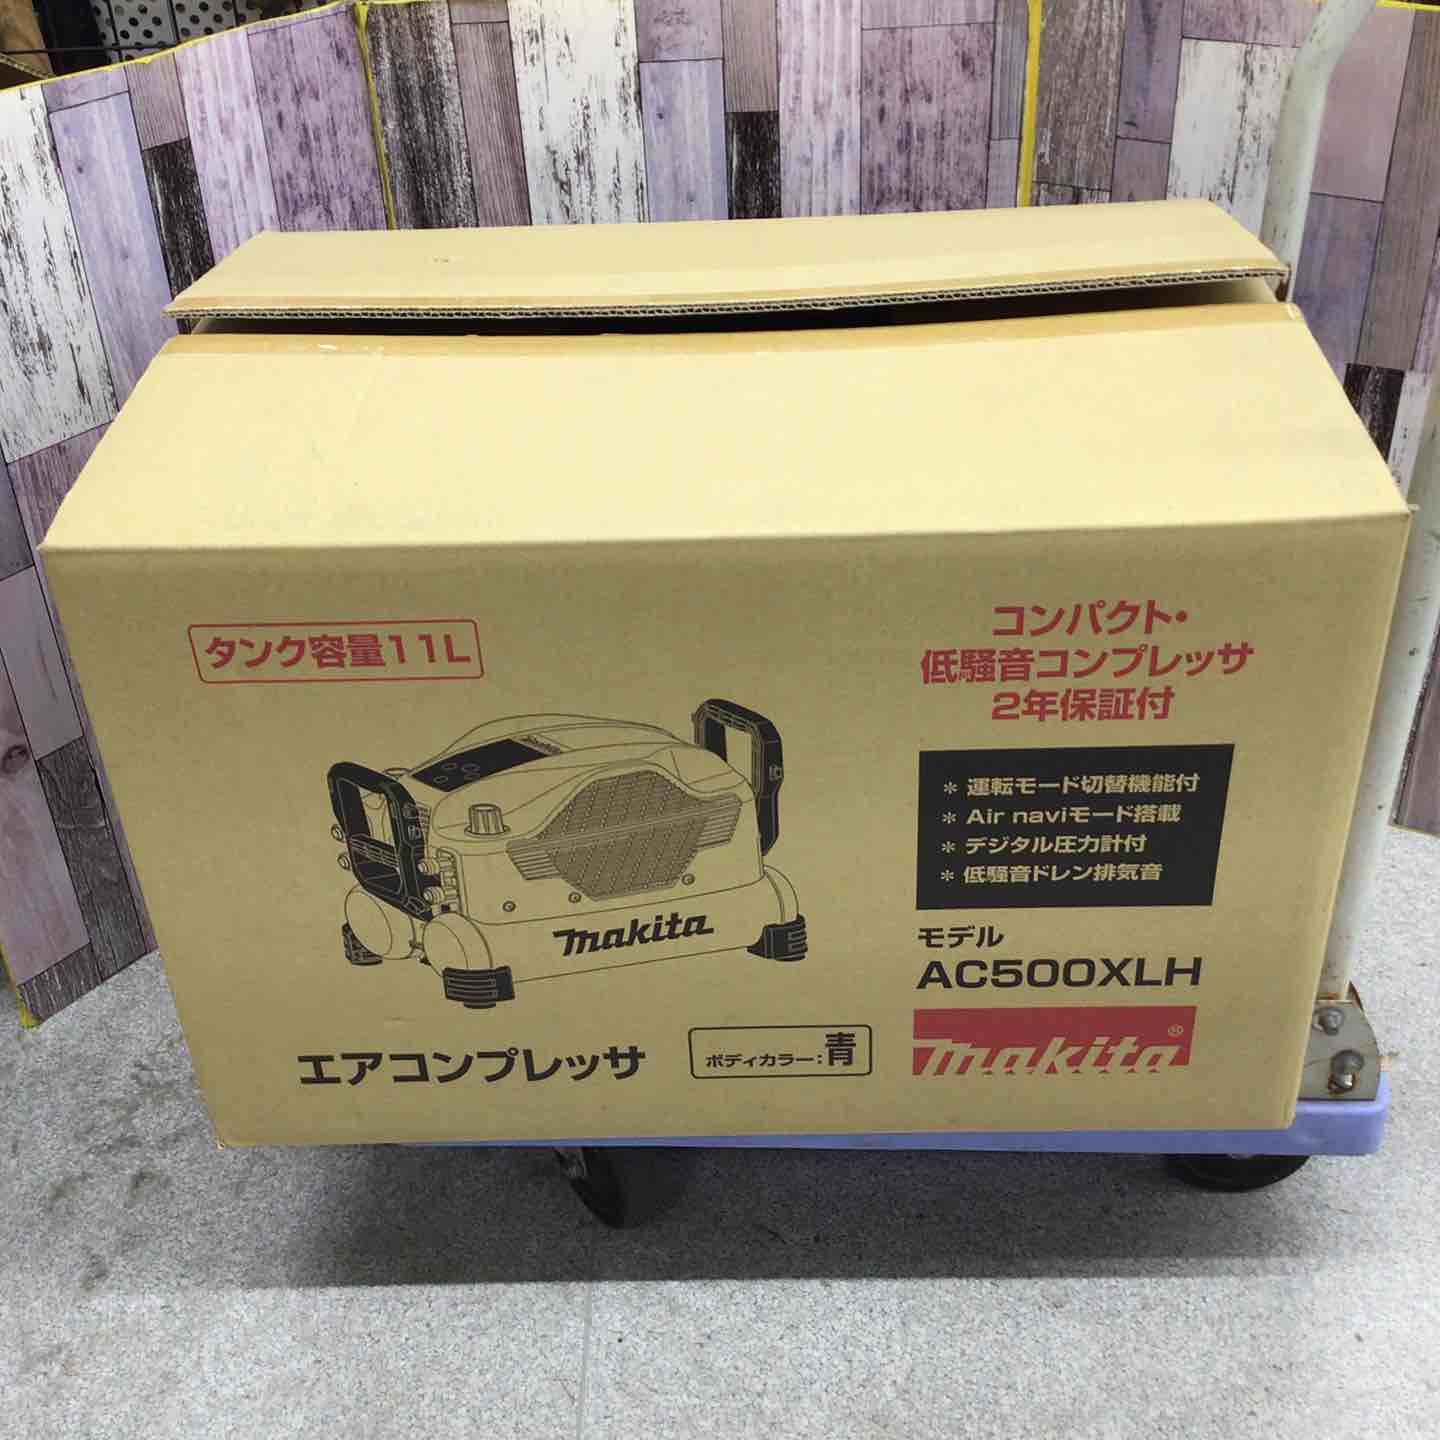 タンク容量11L
コンパクト・
低騒音コンプレッサ
2年保証付
* 運転モード切替機能付
* Air naviモード搭載
* デジタル圧力計付
* 低騒音ドレン排気音
makita
モデル
AC500XLH
エアコンプレッサ
ボディカラー:青
makita®